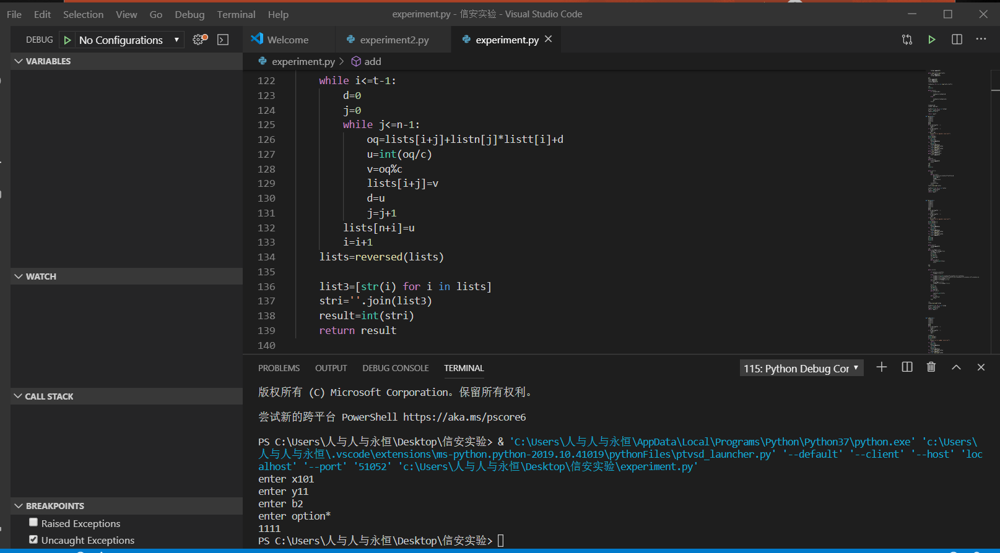 File Edit Selection View Go Debug Terminal Help
experiment.py - 信安实验 - Visual Studio Code
DEBUG No Configurations
Welcome experiment2.py experiment.py
VARIABLES
experiment.py > add
122 while i<=t-1:
123 d=0
124 j=0
125 while j<=n-1:
126 oq=lists[i+j]+listn[j]*listt[i]+d
127 u=int(oq/c)
128 v=oq%c
129 lists[i+j]=v
130 d=u
131 j=j+1
132 lists[n+i]=u
133 i=i+1
134 lists=reversed(lists)
135
136 list3=[str(i) for i in lists]
137 stri=''.join(list3)
138 result=int(stri)
139 return result
140
WATCH
CALL STACK
BREAKPOINTS
Raised Exceptions
Uncaught Exceptions
PROBLEMS OUTPUT DEBUG CONSOLE TERMINAL
115: Python Debug Cor
版权所有 (C) Microsoft Corporation。保留所有权利。
尝试新的跨平台 PowerShell https://aka.ms/pscore6
PS C:\Users\人与人与永恒\Desktop\信安实验> & 'C:\Users\人与人与永恒\AppData\Local\Programs\Python\Python37\python.exe' 'c:\Users\
人与人与永恒\.vscode\extensions\ms-python.python-2019.10.41019\pythonFiles\ptvsd_launcher.py' '--default' '--client' '--host' 'loc
alhost' '--port' '51052' 'c:\Users\人与人与永恒\Desktop\信安实验\experiment.py'
enter x101
enter y11
enter b2
enter option*
1111
PS C:\Users\人与人与永恒\Desktop\信安实验>